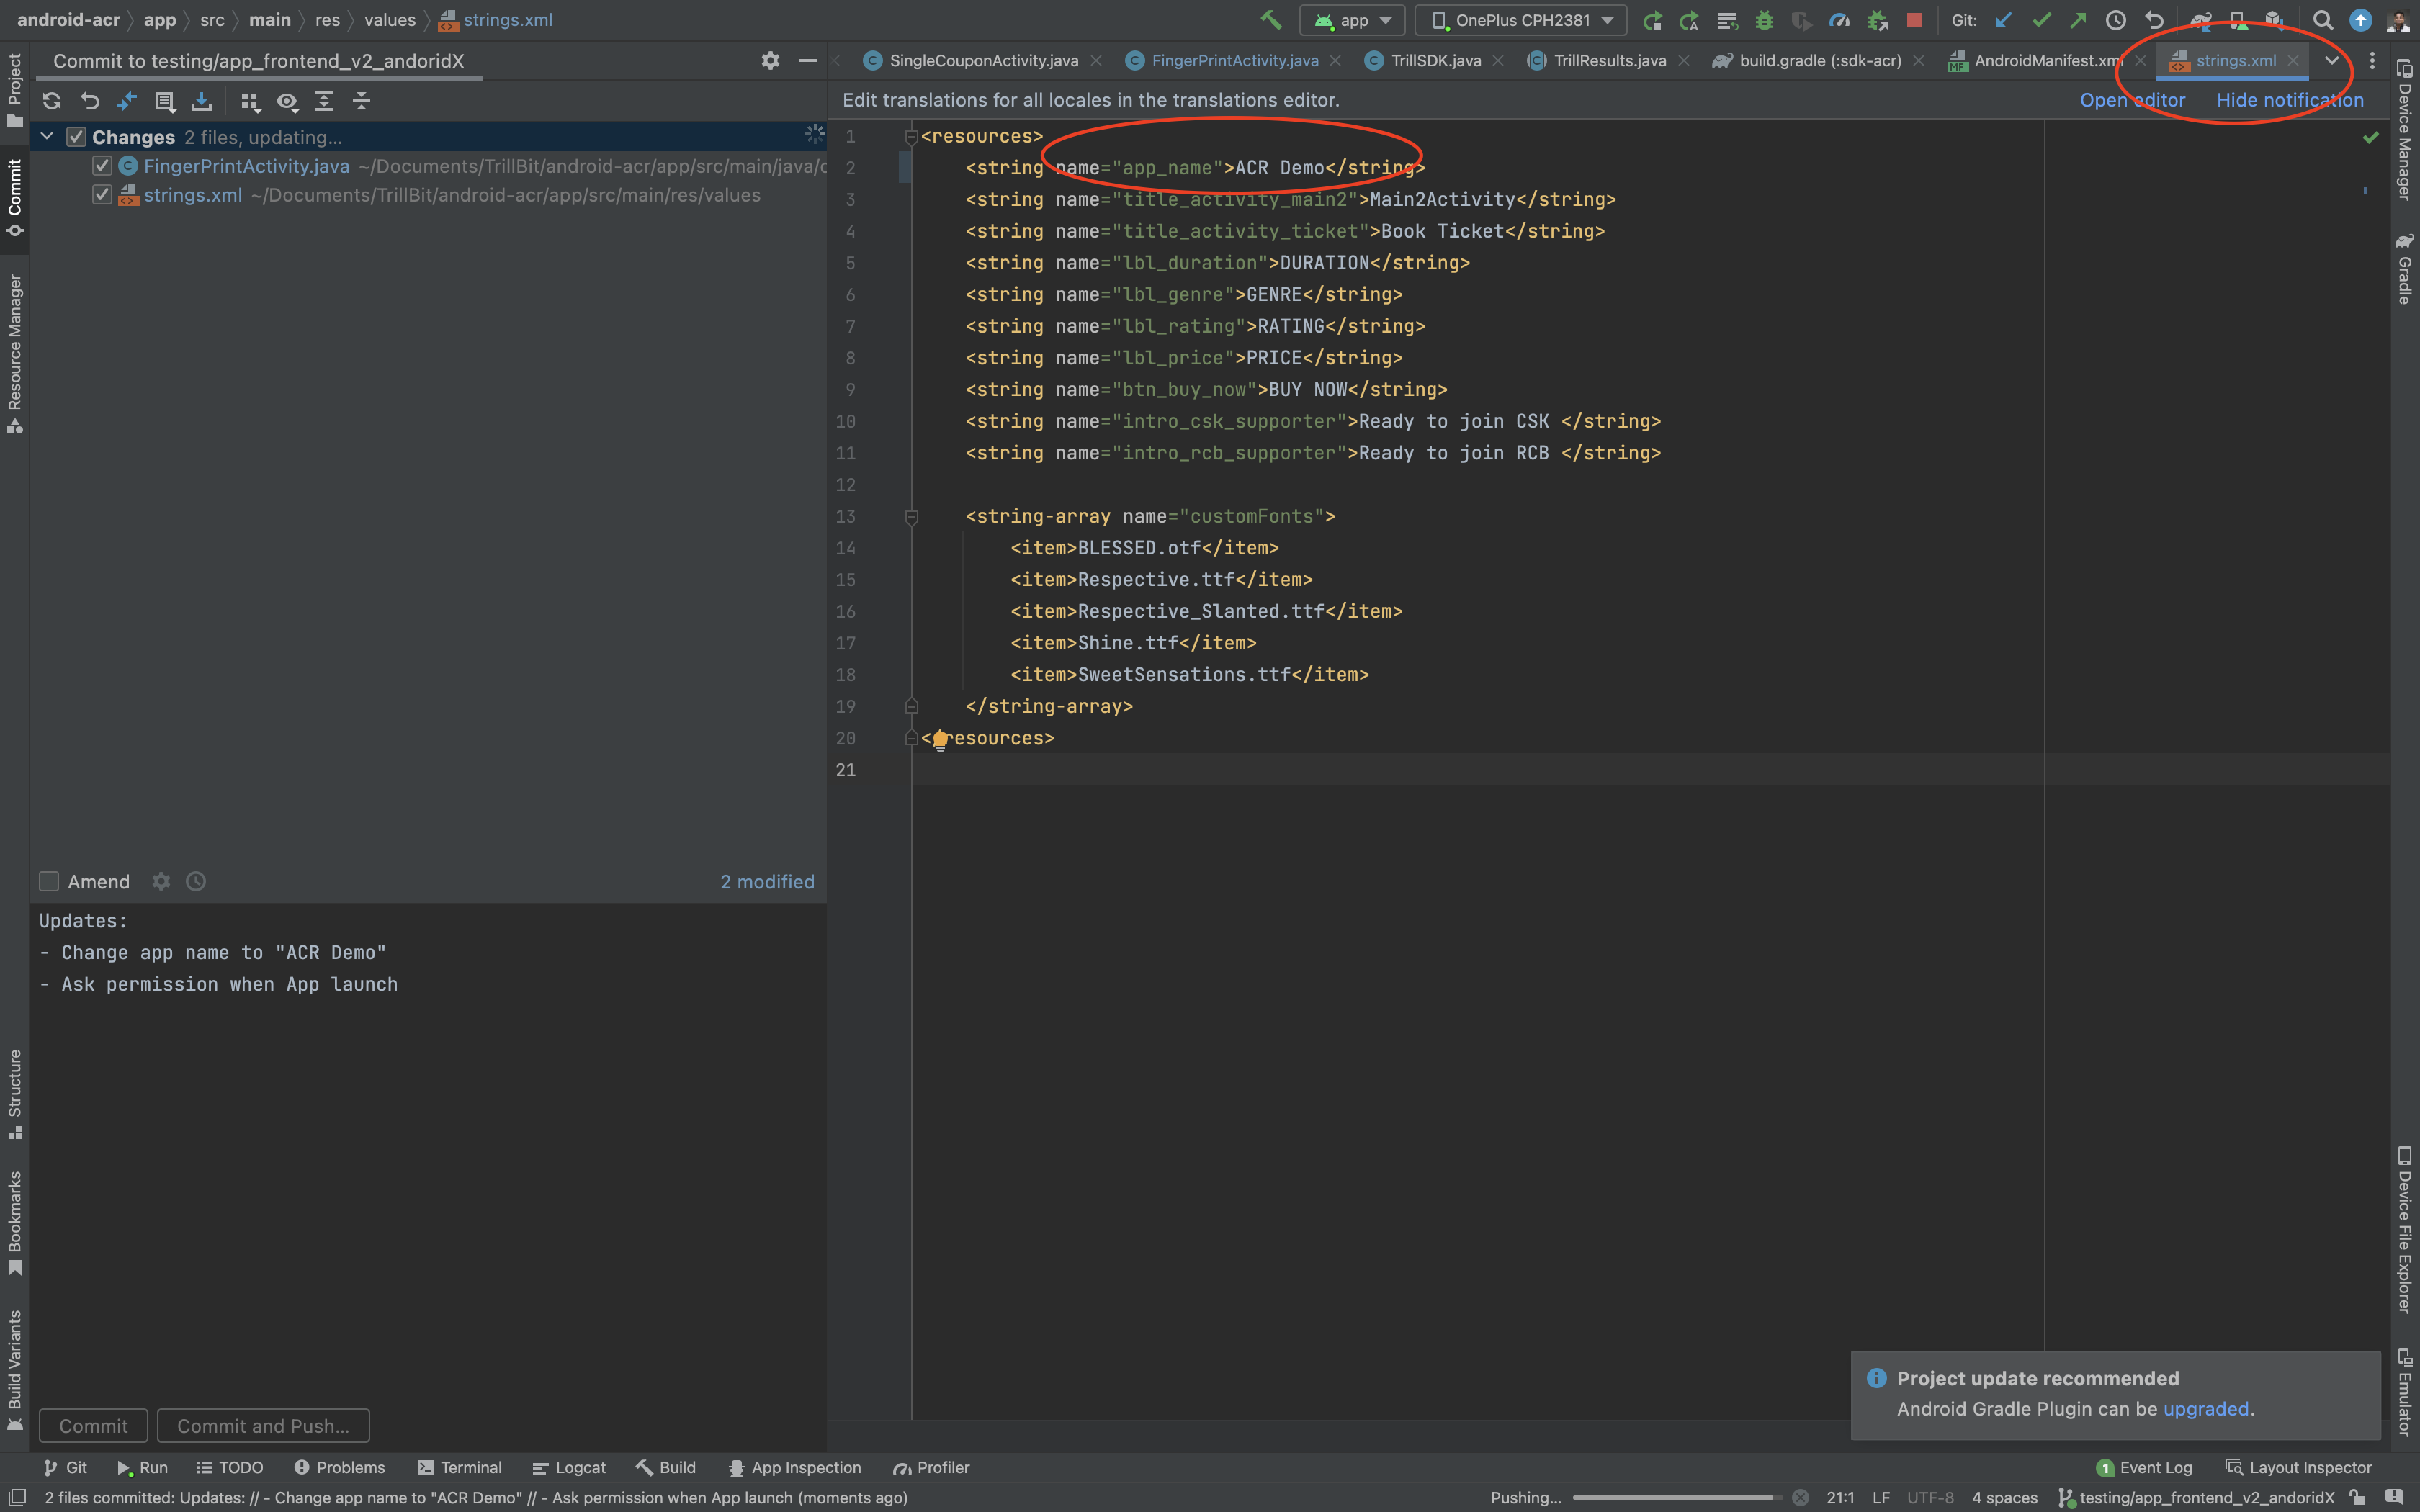 android-acr app src main res values strings.xml
app OnePlus CPH2381 Git:
Project
Commit
Resource Manager
Structure
Bookmarks
Build Variants
Commit to testing/app_frontend_v2_andoridX
Changes 2 files, updating...
FingerPrintActivity.java ~/Documents/TrillBit/android-acr/app/src/main/java/c
strings.xml ~/Documents/TrillBit/android-acr/app/src/main/res/values
Amend 2 modified
Updates:
- Change app name to "ACR Demo"
- Ask permission when App launch
Commit Commit and Push...
SingleCouponActivity.java FingerPrintActivity.java TrillSDK.java TrillResults.java build.gradle (:sdk-acr) AndroidManifest.xml strings.xml
Edit translations for all locales in the translations editor. Open editor Hide notification
1 <resources>
2 <string name="app_name">ACR Demo</string>
3 <string name="title_activity_main2">Main2Activity</string>
4 <string name="title_activity_ticket">Book Ticket</string>
5 <string name="lbl_duration">DURATION</string>
6 <string name="lbl_genre">GENRE</string>
7 <string name="lbl_rating">RATING</string>
8 <string name="lbl_price">PRICE</string>
9 <string name="btn_buy_now">BUY NOW</string>
10 <string name="intro_csk_supporter">Ready to join CSK </string>
11 <string name="intro_rcb_supporter">Ready to join RCB </string>
12
13 <string-array name="customFonts">
14 <item>BLESSED.otf</item>
15 <item>Respective.ttf</item>
16 <item>Respective_Slanted.ttf</item>
17 <item>Shine.ttf</item>
18 <item>SweetSensations.ttf</item>
19 </string-array>
20 </resources>
21
Project update recommended
Android Gradle Plugin can be upgraded.
Device Manager
Gradle
Device File Explorer
Emulator
Git Run TODO Problems Terminal Logcat Build App Inspection Profiler 1 Event Log Layout Inspector
2 files committed: Updates: // - Change app name to "ACR Demo" // - Ask permission when App launch (moments ago) Pushing... 21:1 LF UTF-8 4 spaces testing/app_frontend_v2_andoridX